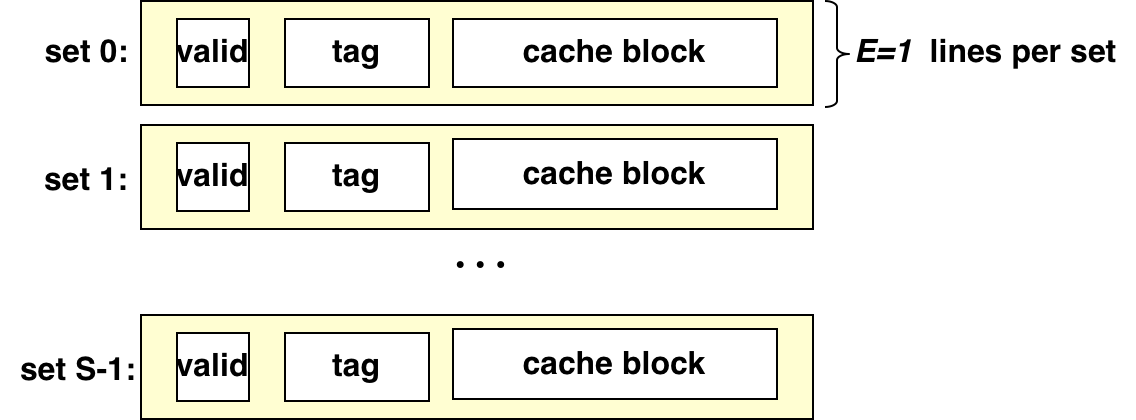 set 0: valid tag cache block E=1 lines per set
set 1: valid tag cache block
. . .
set S-1: valid tag cache block